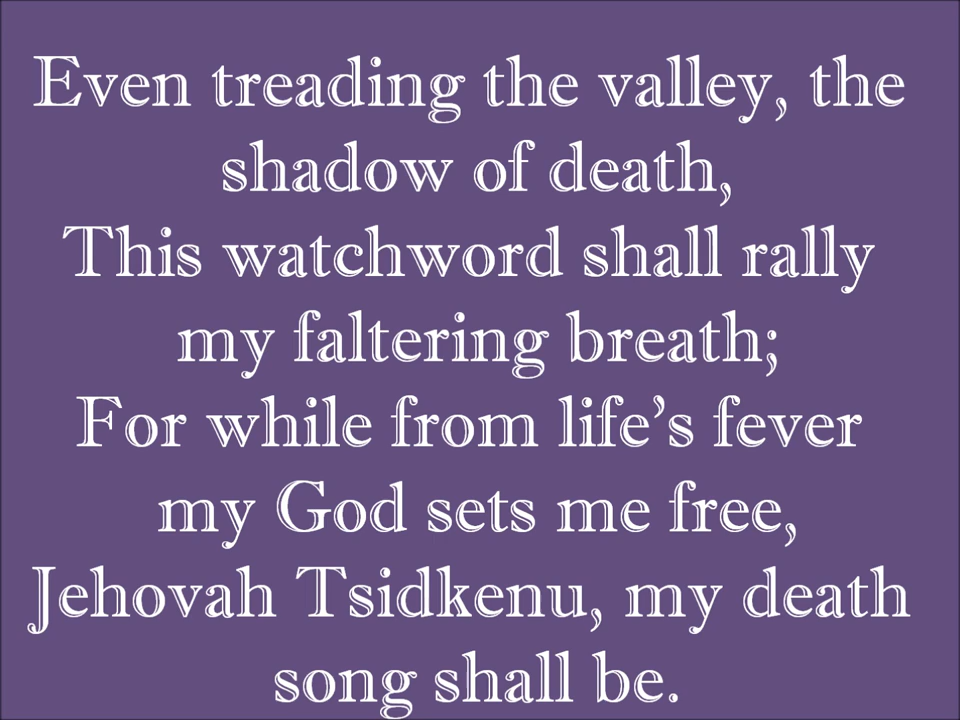 Even treading the valley, the
shadow of death,
This watchword shall rally
my faltering breath;
For while from life’s fever
my God sets me free,
Jehovah Tsidkenu, my death
song shall be.